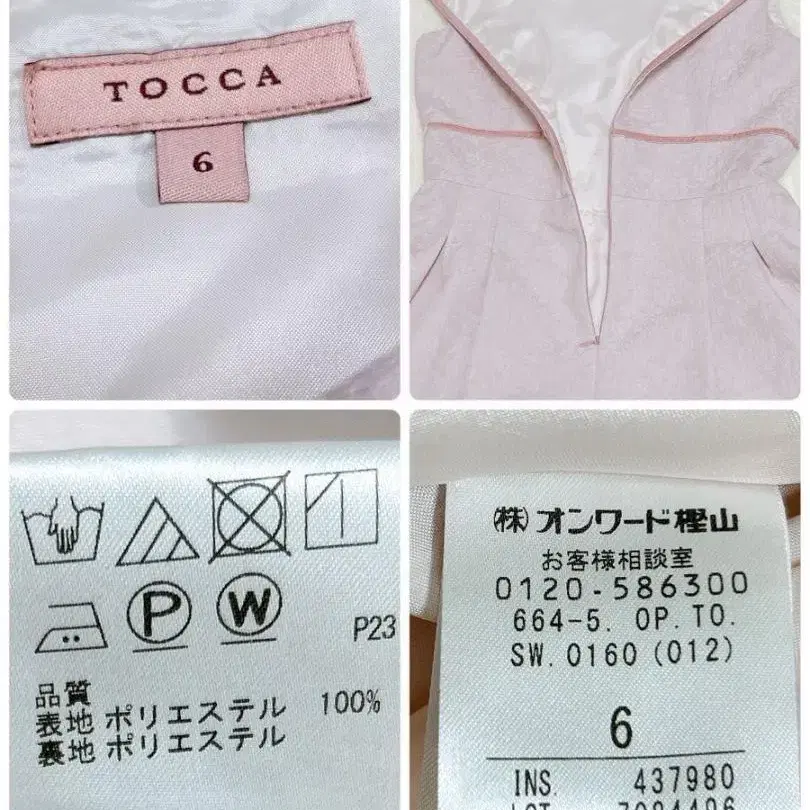 TOCCA
6
P
W
P23
品質
表地 ポリエステル 100%
裏地 ポリエステル
(株)オンワード樫山
お客様相談室
0120-586300
664-5. OP.TO.
SW.0160(012)
6
INS. 437980